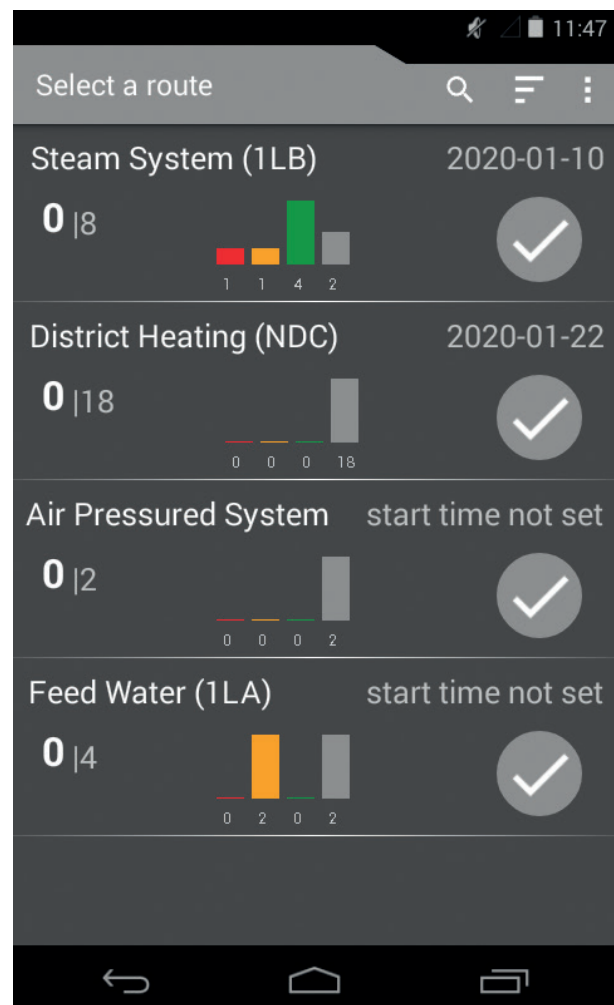 11:47
Select a route
Steam System (1LB) 2020-01-10
0 |8
1 1 4 2
District Heating (NDC) 2020-01-22
0 |18
0 0 0 18
Air Pressured System start time not set
0 |2
0 0 0 2
Feed Water (1LA) start time not set
0 |4
0 2 0 2